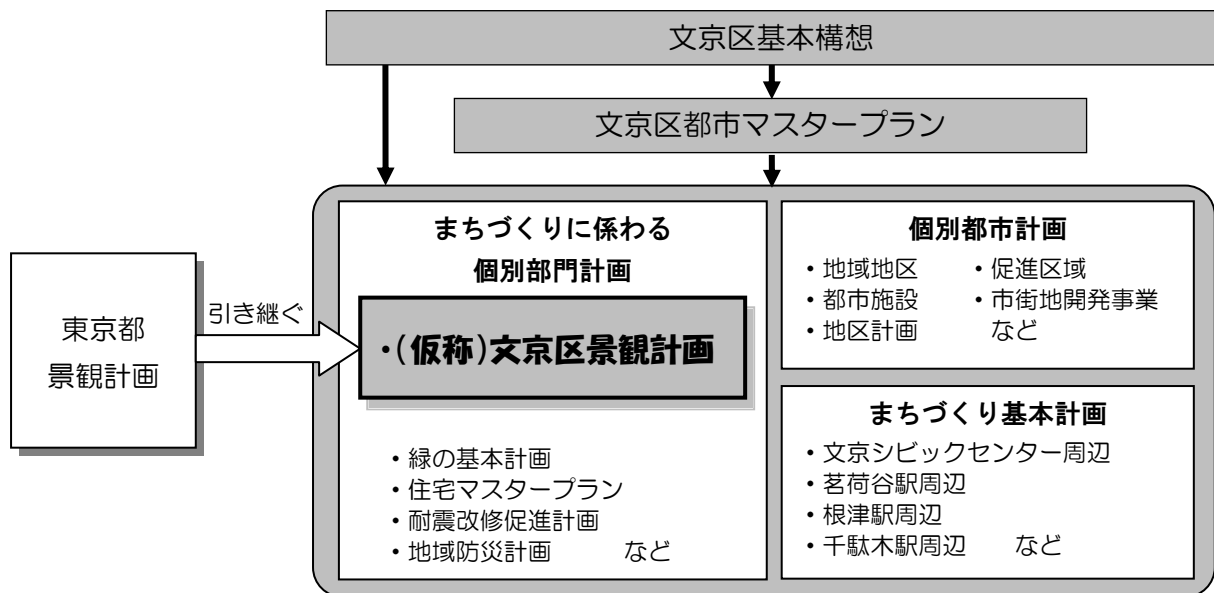 文京区基本構想
文京区都市マスタープラン
東京都
景観計画
引き継ぐ
まちづくりに係わる
個別部門計画
・(仮称)文京区景観計画
・緑の基本計画
・住宅マスタープラン
・耐震改修促進計画
・地域防災計画　　など
個別都市計画
・地域地区　・促進区域
・都市施設　・市街地開発事業
・地区計画　　など
まちづくり基本計画
・文京シビックセンター周辺
・茗荷谷駅周辺
・根津駅周辺
・千駄木駅周辺　　など